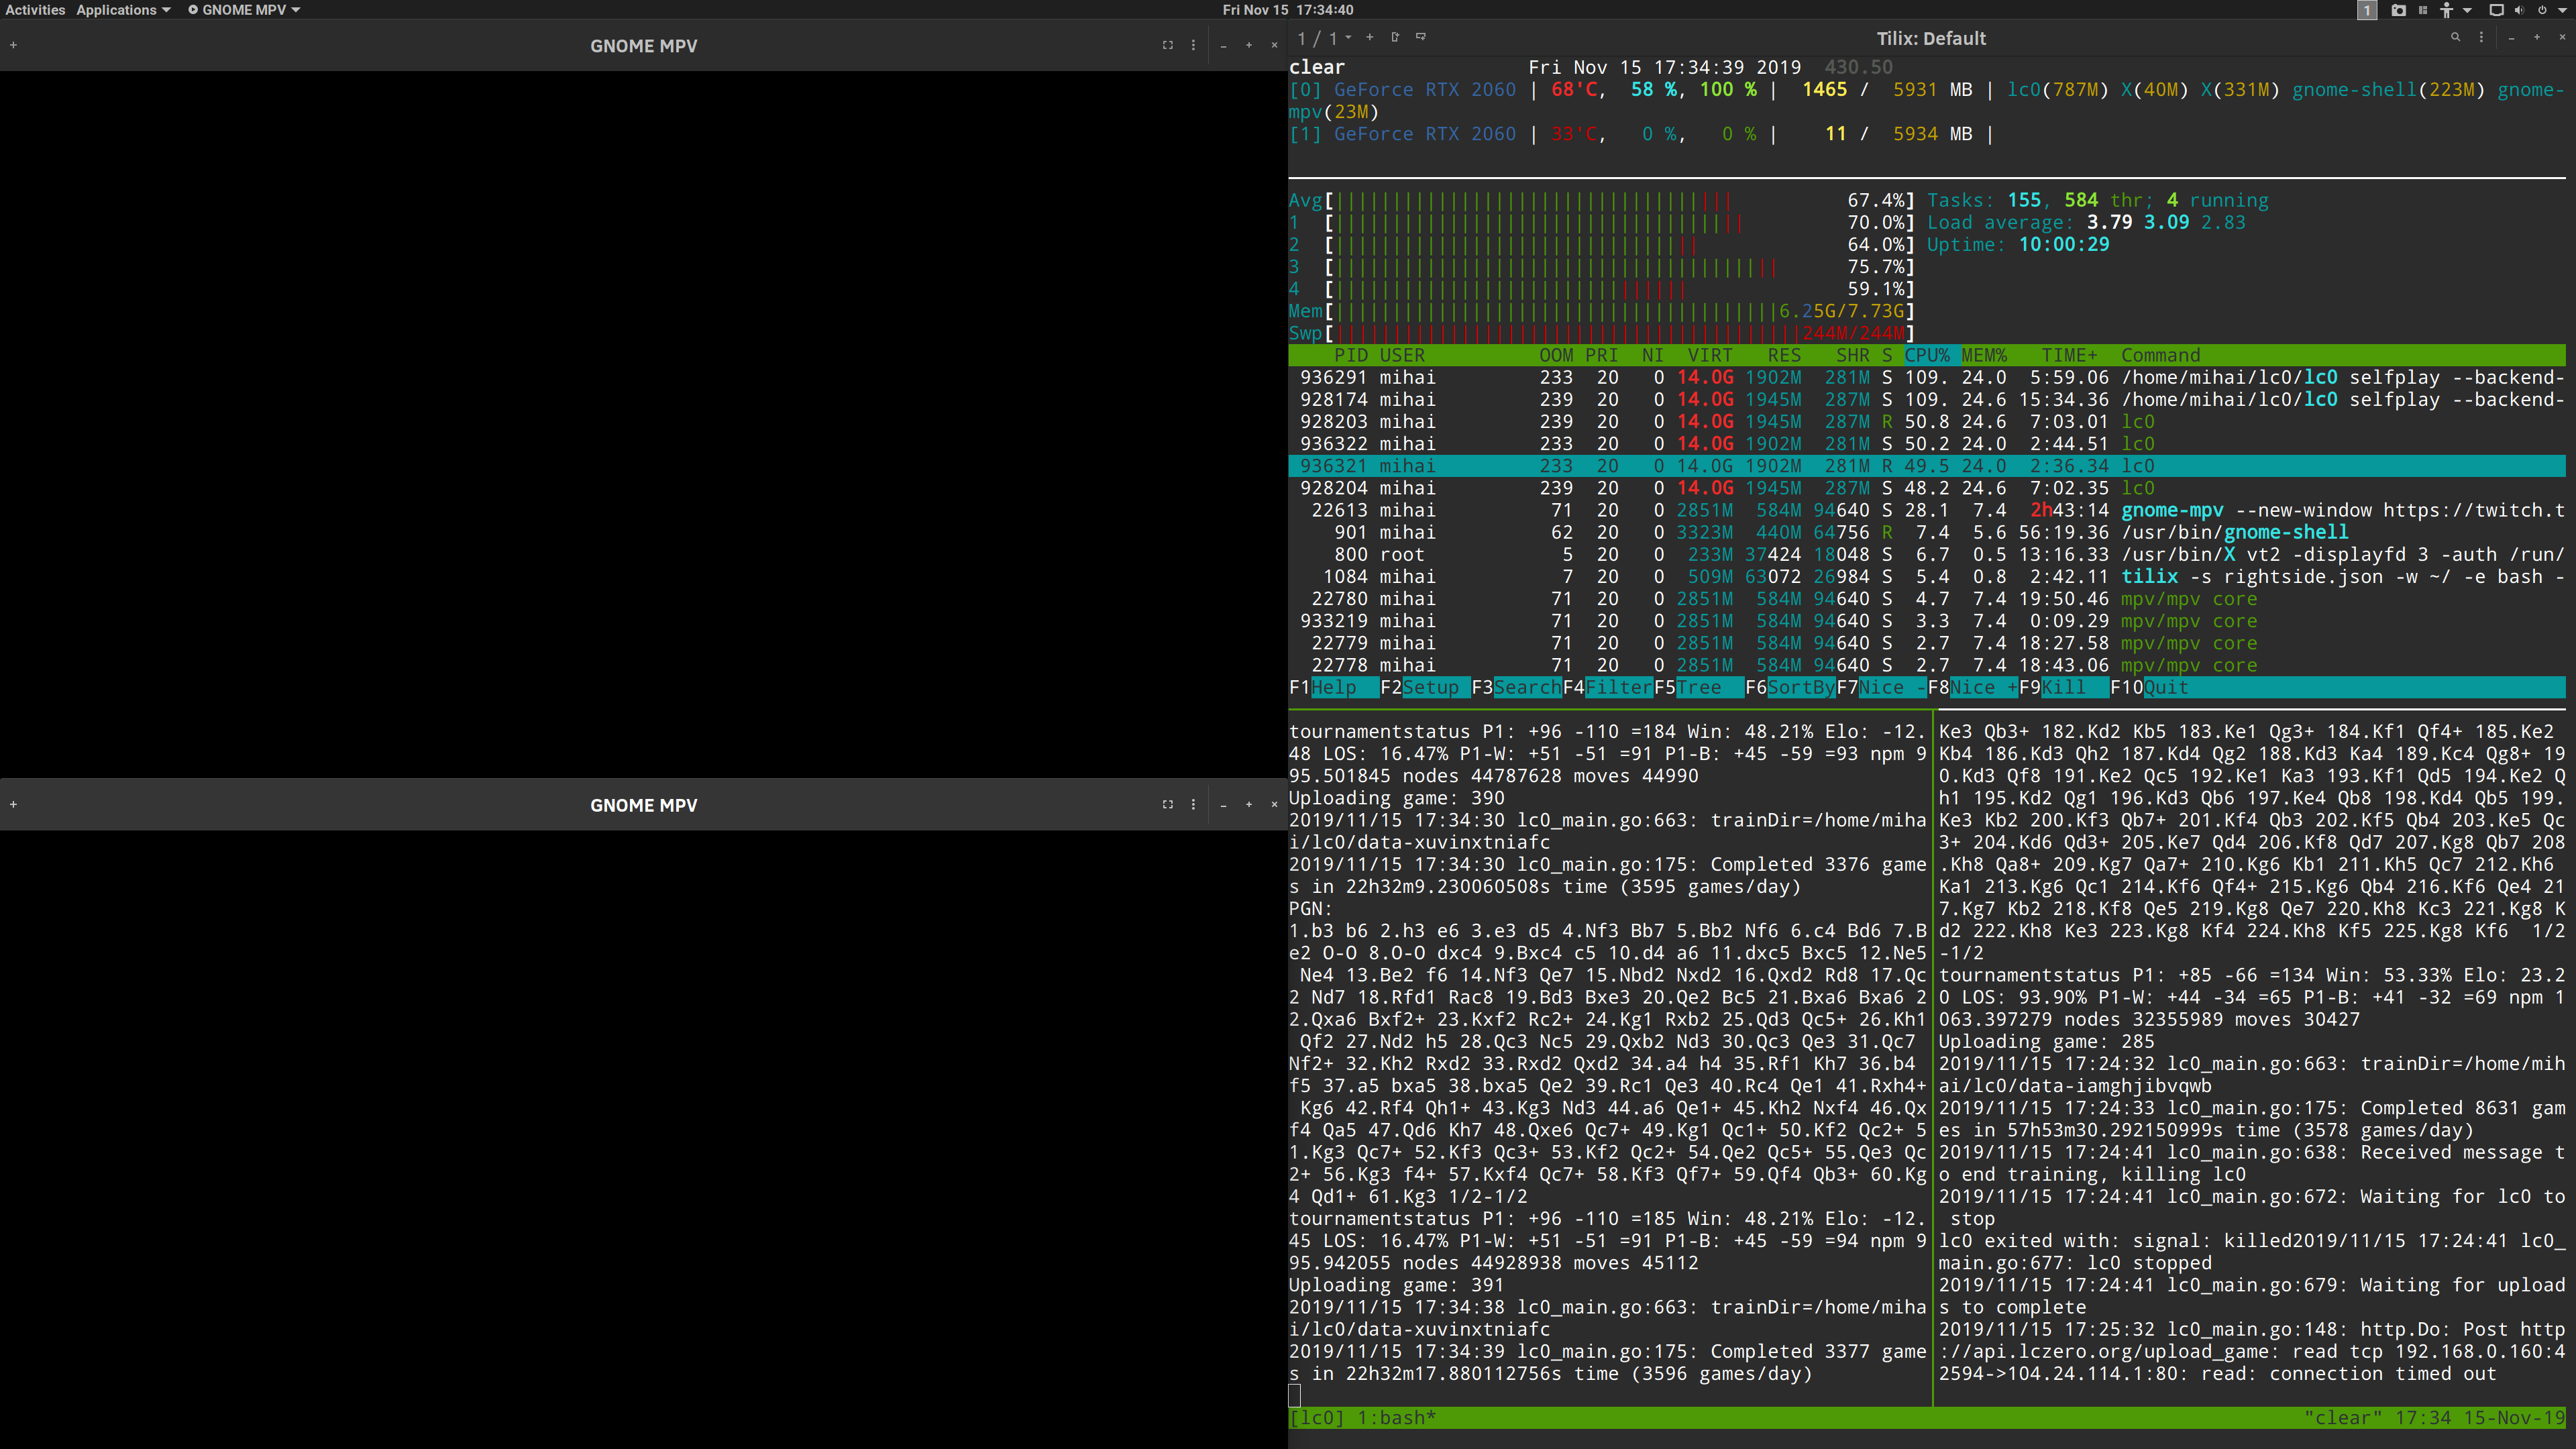 Activities Applications GNOME MPV Fri Nov 15 17:34:40 1
GNOME MPV
GNOME MPV
1 / 1 Tilix: Default
clear Fri Nov 15 17:34:39 2019 430.50
[0] GeForce RTX 2060 | 68'C, 58 %, 100 % | 1465 / 5931 MB | lc0(787M) X(40M) X(331M) gnome-shell(223M) gnome-
mpv(23M)
[1] GeForce RTX 2060 | 33'C, 0 %, 0 % | 11 / 5934 MB |
Avg[ 67.4%] Tasks: 155, 584 thr; 4 running
1 [ 70.0%] Load average: 3.79 3.09 2.83
2 [ 64.0%] Uptime: 10:00:29
3 [ 75.7%]
4 [ 59.1%]
Mem[ 6.25G/7.73G]
Swp[ 244M/244M]
PID USER OOM PRI NI VIRT RES SHR S CPU% MEM% TIME+ Command
936291 mihai 233 20 0 14.0G 1902M 281M S 109. 24.0 5:59.06 /home/mihai/lc0/lc0 selfplay --backend-
928174 mihai 239 20 0 14.0G 1945M 287M S 109. 24.6 15:34.36 /home/mihai/lc0/lc0 selfplay --backend-
928203 mihai 239 20 0 14.0G 1945M 287M R 50.8 24.6 7:03.01 lc0
936322 mihai 233 20 0 14.0G 1902M 281M S 50.2 24.0 2:44.51 lc0
936321 mihai 233 20 0 14.0G 1902M 281M R 49.5 24.0 2:36.34 lc0
928204 mihai 239 20 0 14.0G 1945M 287M S 48.2 24.6 7:02.35 lc0
22613 mihai 71 20 0 2851M 584M 94640 S 28.1 7.4 2h43:14 gnome-mpv --new-window https://twitch.t
901 mihai 62 20 0 3323M 440M 64756 R 7.4 5.6 56:19.36 /usr/bin/gnome-shell
800 root 5 20 0 233M 37424 18048 S 6.7 0.5 13:16.33 /usr/bin/X vt2 -displayfd 3 -auth /run/
1084 mihai 7 20 0 509M 63072 26984 S 5.4 0.8 2:42.11 tilix -s rightside.json -w ~/ -e bash -
22780 mihai 71 20 0 2851M 584M 94640 S 4.7 7.4 19:50.46 mpv/mpv core
933219 mihai 71 20 0 2851M 584M 94640 S 3.3 7.4 0:09.29 mpv/mpv core
22779 mihai 71 20 0 2851M 584M 94640 S 2.7 7.4 18:27.58 mpv/mpv core
22778 mihai 71 20 0 2851M 584M 94640 S 2.7 7.4 18:43.06 mpv/mpv core
F1Help F2Setup F3SearchF4FilterF5Tree F6SortByF7Nice -F8Nice +F9Kill F10Quit
tournamentstatus P1: +96 -110 =184 Win: 48.21% Elo: -12.
48 LOS: 16.47% P1-W: +51 -51 =91 P1-B: +45 -59 =93 npm 9
95.501845 nodes 44787628 moves 44990
Uploading game: 390
2019/11/15 17:34:30 lc0_main.go:663: trainDir=/home/miha
i/lc0/data-xuvinxtniafc
2019/11/15 17:34:30 lc0_main.go:175: Completed 3376 game
s in 22h32m9.230060508s time (3595 games/day)
PGN:
1.b3 b6 2.h3 e6 3.e3 d5 4.Nf3 Bb7 5.Bb2 Nf6 6.c4 Bd6 7.B
e2 O-O 8.O-O dxc4 9.Bxc4 c5 10.d4 a6 11.dxc5 Bxc5 12.Ne5
Ne4 13.Be2 f6 14.Nf3 Qe7 15.Nbd2 Nxd2 16.Qxd2 Rd8 17.Qc
2 Nd7 18.Rfd1 Rac8 19.Bd3 Bxe3 20.Qe2 Bc5 21.Bxa6 Bxa6 2
2.Qxa6 Bxf2+ 23.Kxf2 Rc2+ 24.Kg1 Rxb2 25.Qd3 Qc5+ 26.Kh1
Qf2 27.Nd2 h5 28.Qc3 Nc5 29.Qxb2 Nd3 30.Qc3 Qe3 31.Qc7
Nf2+ 32.Kh2 Rxd2 33.Rxd2 Qxd2 34.a4 h4 35.Rf1 Kh7 36.b4
f5 37.a5 bxa5 38.bxa5 Qe2 39.Rc1 Qe3 40.Rc4 Qe1 41.Rxh4+
Kg6 42.Rf4 Qh1+ 43.Kg3 Nd3 44.a6 Qe1+ 45.Kh2 Nxf4 46.Qx
f4 Qa5 47.Qd6 Kh7 48.Qxe6 Qc7+ 49.Kg1 Qc1+ 50.Kf2 Qc2+ 5
1.Kg3 Qc7+ 52.Kf3 Qc3+ 53.Kf2 Qc2+ 54.Qe2 Qc5+ 55.Qe3 Qc
2+ 56.Kg3 f4+ 57.Kxf4 Qc7+ 58.Kf3 Qf7+ 59.Qf4 Qb3+ 60.Kg
4 Qd1+ 61.Kg3 1/2-1/2
tournamentstatus P1: +96 -110 =185 Win: 48.21% Elo: -12.
45 LOS: 16.47% P1-W: +51 -51 =91 P1-B: +45 -59 =94 npm 9
95.942055 nodes 44928938 moves 45112
Uploading game: 391
2019/11/15 17:34:38 lc0_main.go:663: trainDir=/home/miha
i/lc0/data-xuvinxtniafc
2019/11/15 17:34:39 lc0_main.go:175: Completed 3377 game
s in 22h32m17.880112756s time (3596 games/day)
Ke3 Qb3+ 182.Kd2 Kb5 183.Ke1 Qg3+ 184.Kf1 Qf4+ 185.Ke2
Kb4 186.Kd3 Qh2 187.Kd4 Qg2 188.Kd3 Ka4 189.Kc4 Qg8+ 19
0.Kd3 Qf8 191.Ke2 Qc5 192.Ke1 Ka3 193.Kf1 Qd5 194.Ke2 Q
h1 195.Kd2 Qg1 196.Kd3 Qb6 197.Ke4 Qb8 198.Kd4 Qb5 199.
Ke3 Kb2 200.Kf3 Qb7+ 201.Kf4 Qb3 202.Kf5 Qb4 203.Ke5 Qc
3+ 204.Kd6 Qd3+ 205.Ke7 Qd4 206.Kf8 Qd7 207.Kg8 Qb7 208
.Kh8 Qa8+ 209.Kg7 Qa7+ 210.Kg6 Kb1 211.Kh5 Qc7 212.Kh6
Ka1 213.Kg6 Qc1 214.Kf6 Qf4+ 215.Kg6 Qb4 216.Kf6 Qe4 21
7.Kg7 Kb2 218.Kf8 Qe5 219.Kg8 Qe7 220.Kh8 Kc3 221.Kg8 K
d2 222.Kh8 Ke3 223.Kg8 Kf4 224.Kh8 Kf5 225.Kg8 Kf6 1/2
-1/2
tournamentstatus P1: +85 -66 =134 Win: 53.33% Elo: 23.2
0 LOS: 93.90% P1-W: +44 -34 =65 P1-B: +41 -32 =69 npm 1
063.397279 nodes 32355989 moves 30427
Uploading game: 285
2019/11/15 17:24:32 lc0_main.go:663: trainDir=/home/mih
ai/lc0/data-iamghjibvqwb
2019/11/15 17:24:33 lc0_main.go:175: Completed 8631 gam
es in 57h53m30.292150999s time (3578 games/day)
2019/11/15 17:24:41 lc0_main.go:638: Received message t
o end training, killing lc0
2019/11/15 17:24:41 lc0_main.go:672: Waiting for lc0 to
stop
lc0 exited with: signal: killed2019/11/15 17:24:41 lc0_
main.go:677: lc0 stopped
2019/11/15 17:24:41 lc0_main.go:679: Waiting for upload
s to complete
2019/11/15 17:25:32 lc0_main.go:148: http.Do: Post http
://api.lczero.org/upload_game: read tcp 192.168.0.160:4
2594->104.24.114.1:80: read: connection timed out
[lc0] 1:bash* "clear" 17:34 15-Nov-19